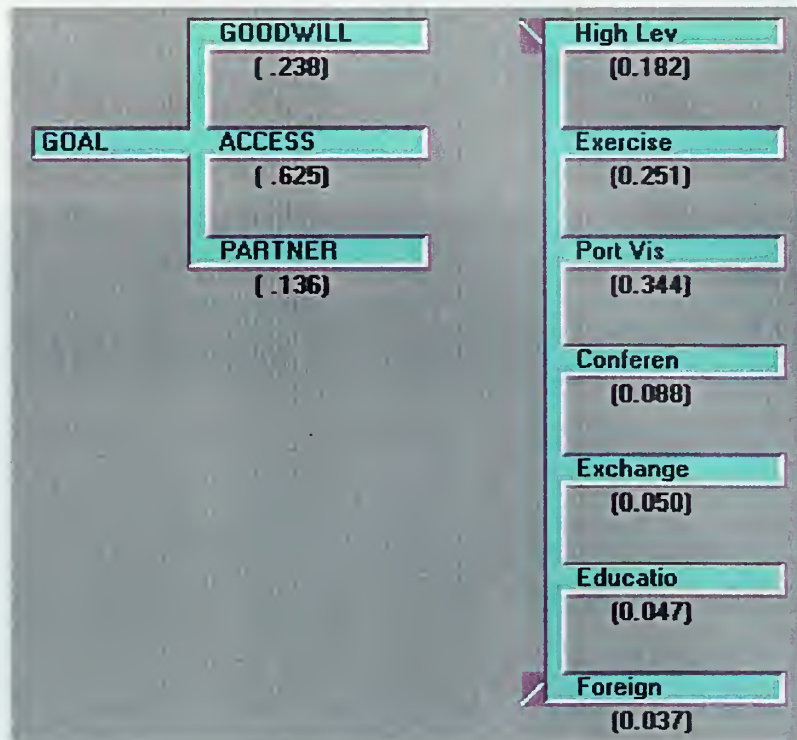 GOAL
GOODWILL
( .238)
ACCESS
( .625)
PARTNER
( .136)
High Lev
(0.182)
Exercise
(0.251)
Port Vis
(0.344)
Conferen
(0.088)
Exchange
(0.050)
Educatio
(0.047)
Foreign
(0.037)